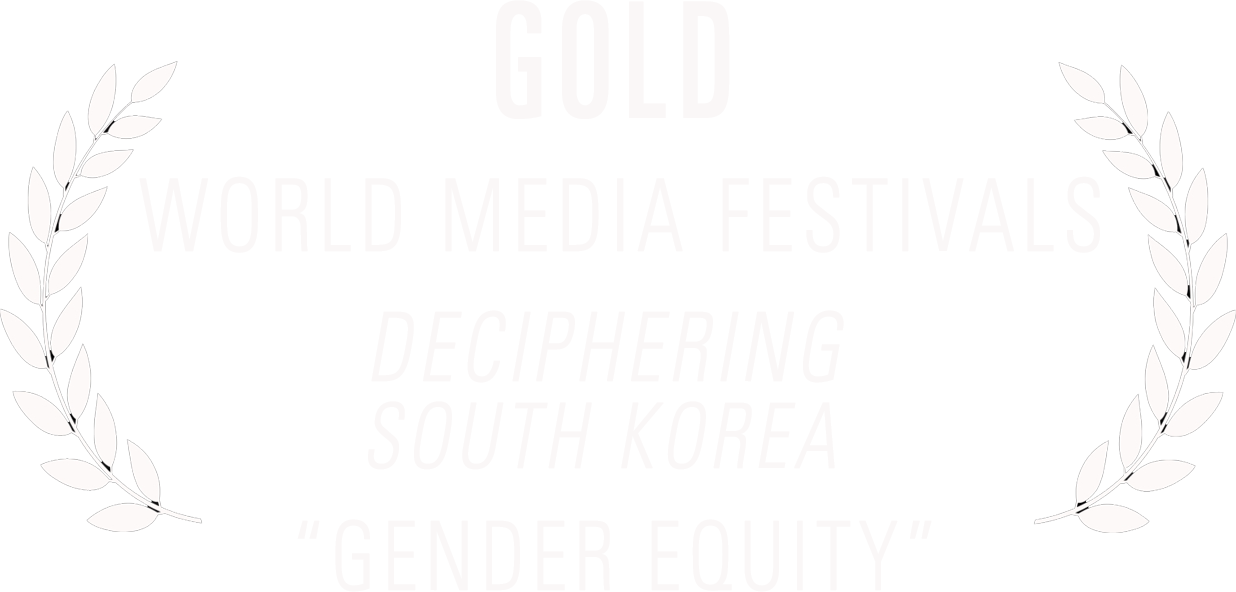 GOLD
WORLD MEDIA FESTIVALS
DECIPHERING
SOUTH KOREA
“GENDER EQUITY”